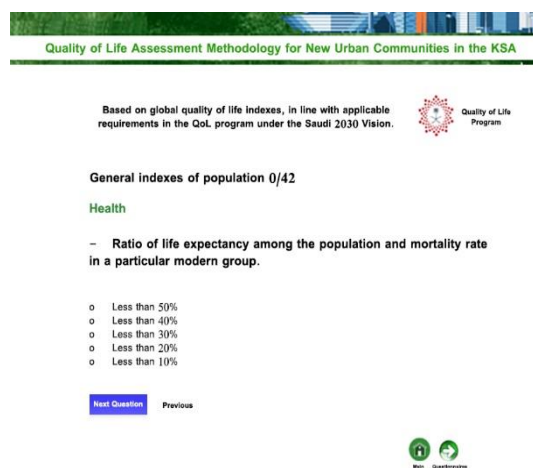 Quality of Life Assessment Methodology for New Urban Communities in the KSA
Based on global quality of life indexes, in line with applicable
requirements in the QoL program under the Saudi 2030 Vision.
Quality of Life
Program
General indexes of population 0/42
Health
– Ratio of life expectancy among the population and mortality rate
in a particular modern group.
o Less than 50%
o Less than 40%
o Less than 30%
o Less than 20%
o Less than 10%
Next Question Previous
Main Questionnaires